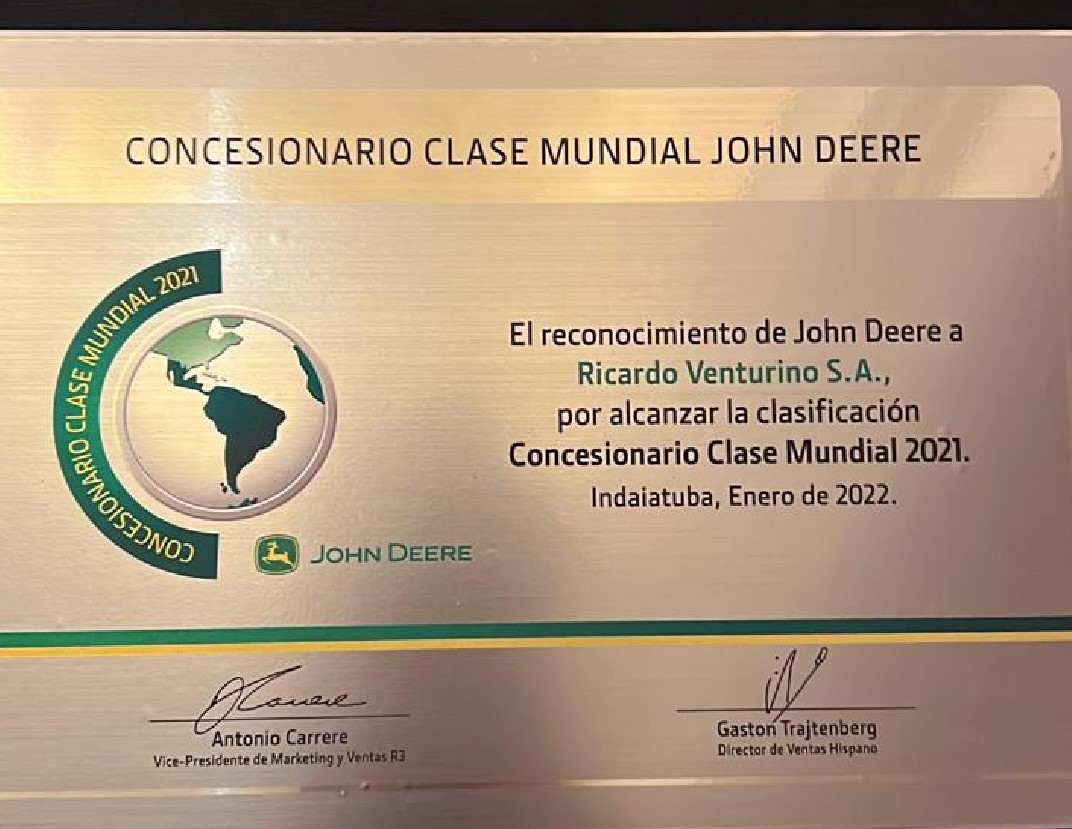 CONCESIONARIO CLASE MUNDIAL JOHN DEERE
CONCESIONARIO CLASE MUNDIAL 2021
JOHN DEERE
El reconocimiento de John Deere a
Ricardo Venturino S.A.,
por alcanzar la clasificación
Concesionario Clase Mundial 2021.
Indaiatuba, Enero de 2022.
Antonio Carrere
Vice-Presidente de Marketing y Ventas R3
Gaston Trajtenberg
Director de Ventas Hispano